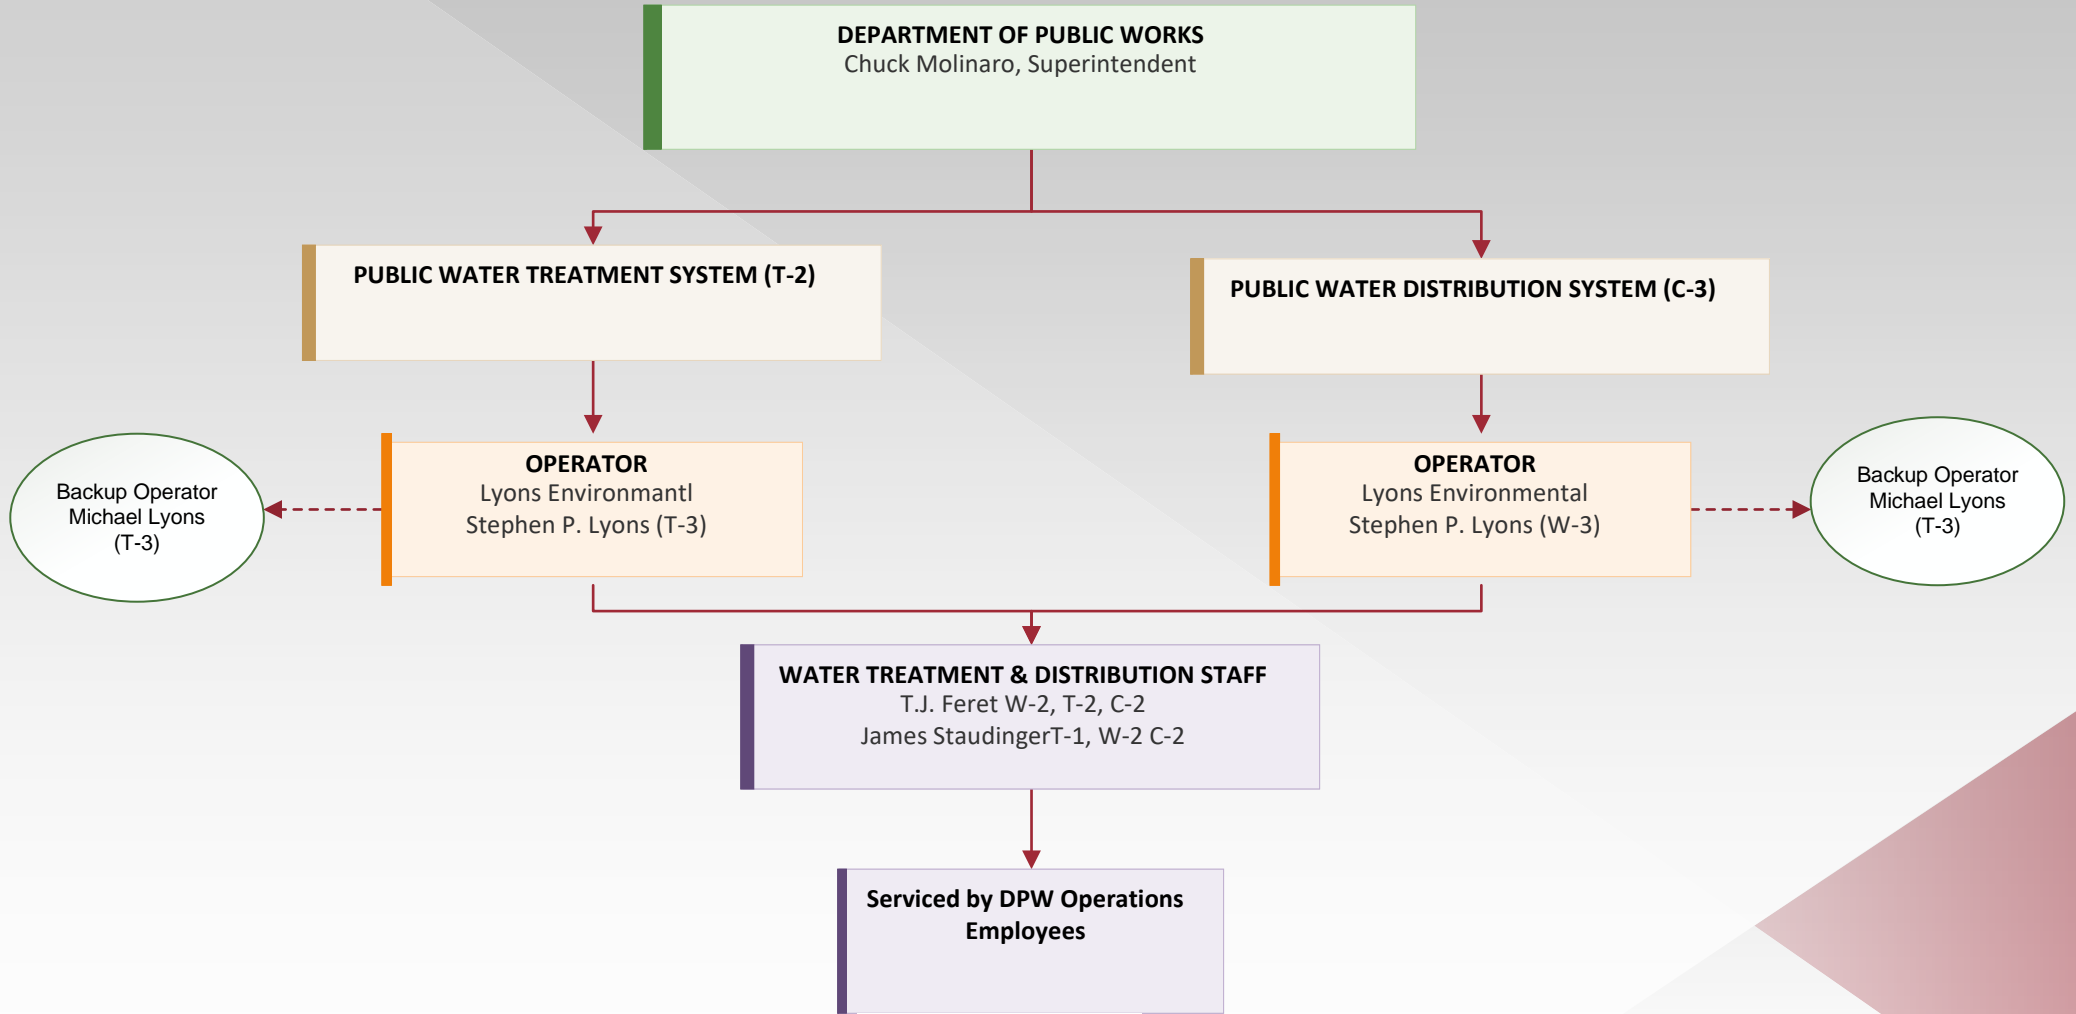 DEPARTMENT OF PUBLIC WORKS
Chuck Molinaro, Superintendent
PUBLIC WATER TREATMENT SYSTEM (T-2)
PUBLIC WATER DISTRIBUTION SYSTEM (C-3)
Backup Operator
Michael Lyons
(T-3)
OPERATOR
Lyons Environmantl
Stephen P. Lyons (T-3)
OPERATOR
Lyons Environmental
Stephen P. Lyons (W-3)
Backup Operator
Michael Lyons
(T-3)
WATER TREATMENT & DISTRIBUTION STAFF
T.J. Feret W-2, T-2, C-2
James StaudingerT-1, W-2 C-2
Serviced by DPW Operations
Employees